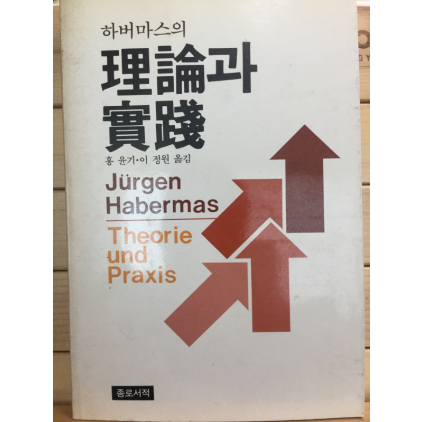 하버마스의
理論과
實踐
홍 윤기·이 정원 옮김
Jürgen
Habermas
Theorie
und
Praxis
종로서적